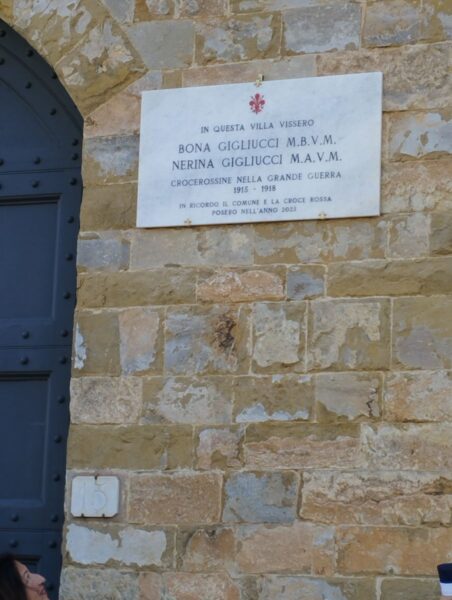 IN QUESTA VILLA VISSERO
BONA GIGLIUCCI M.B.V.M.
NERINA GIGLIUCCI M.A.V.M.
CROCEROSSINE NELLA GRANDE GUERRA
1915 - 1918
IN RICORDO IL COMUNE E LA CROCE ROSSA
POSERO NELL'ANNO 2023
13